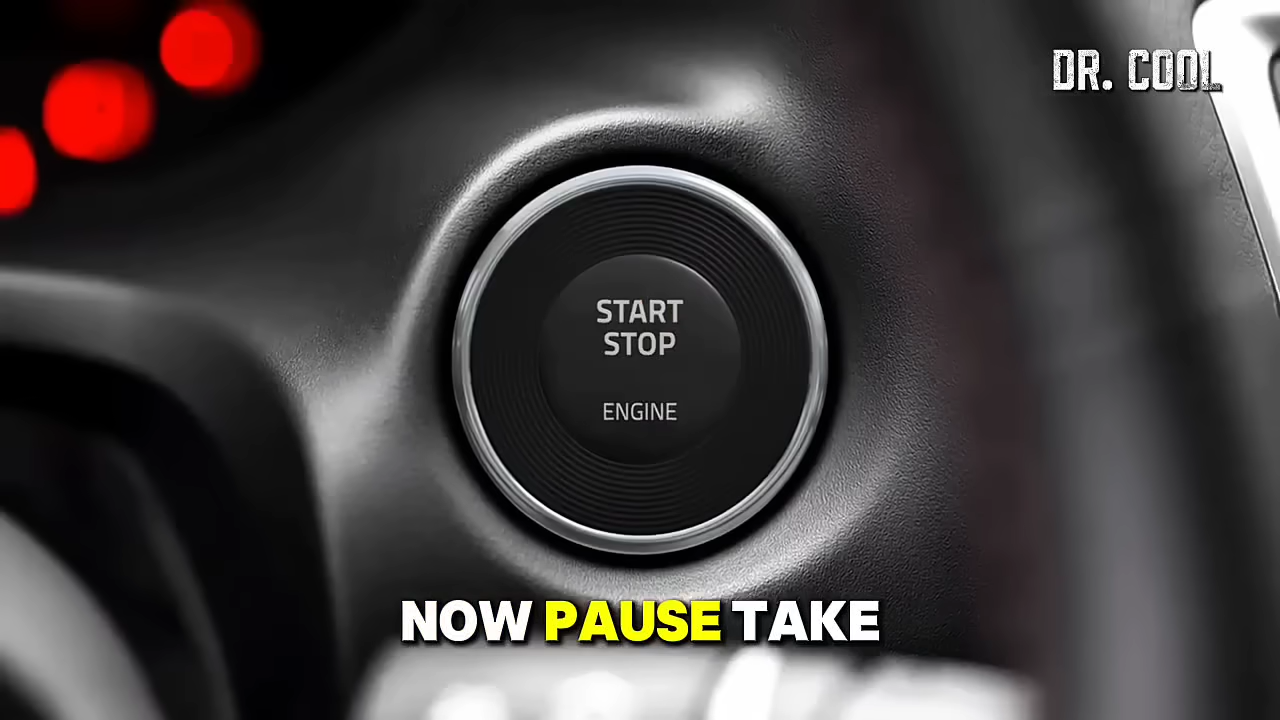 DR. COOL
START
STOP
ENGINE
NOW PAUSE TAKE